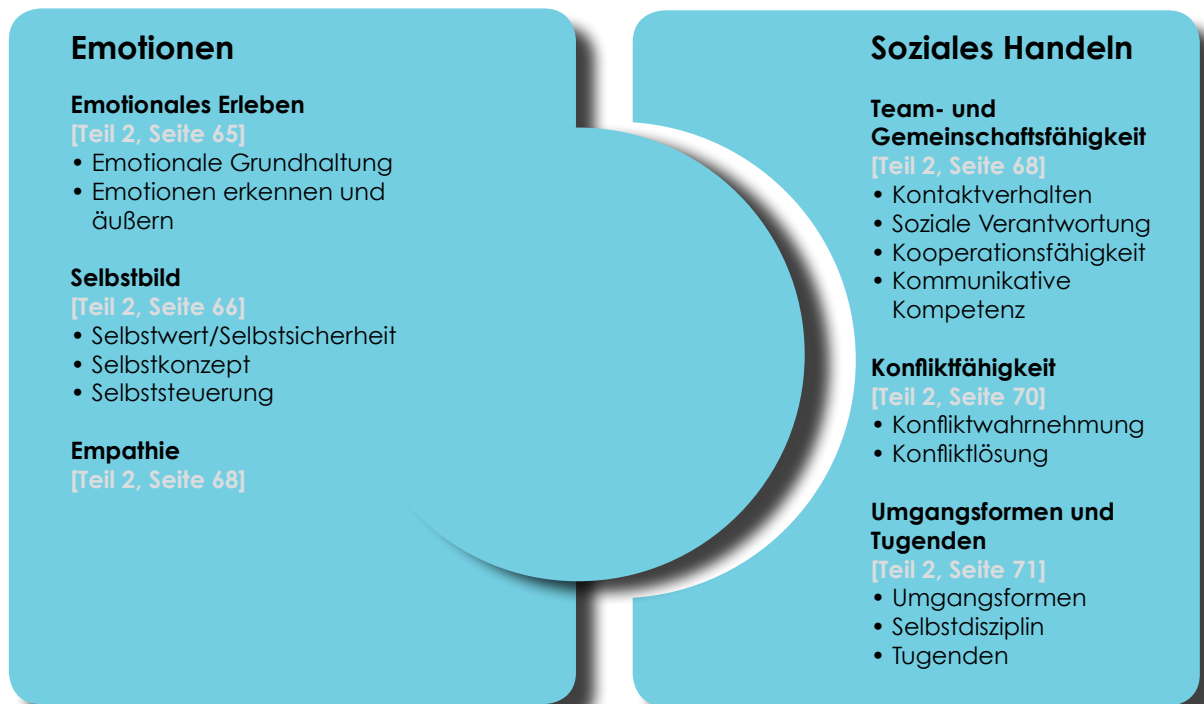 Emotionen
Emotionales Erleben
[Teil 2, Seite 65]
• Emotionale Grundhaltung
• Emotionen erkennen und
äußern
Selbstbild
[Teil 2, Seite 66]
• Selbstwert/Selbstsicherheit
• Selbstkonzept
• Selbststeuerung
Empathie
[Teil 2, Seite 68]
Soziales Handeln
Team- und
Gemeinschaftsfähigkeit
[Teil 2, Seite 68]
• Kontaktverhalten
• Soziale Verantwortung
• Kooperationsfähigkeit
• Kommunikative
Kompetenz
Konfliktfähigkeit
[Teil 2, Seite 70]
• Konfliktwahrnehmung
• Konfliktlösung
Umgangsformen und
Tugenden
[Teil 2, Seite 71]
• Umgangsformen
• Selbstdisziplin
• Tugenden